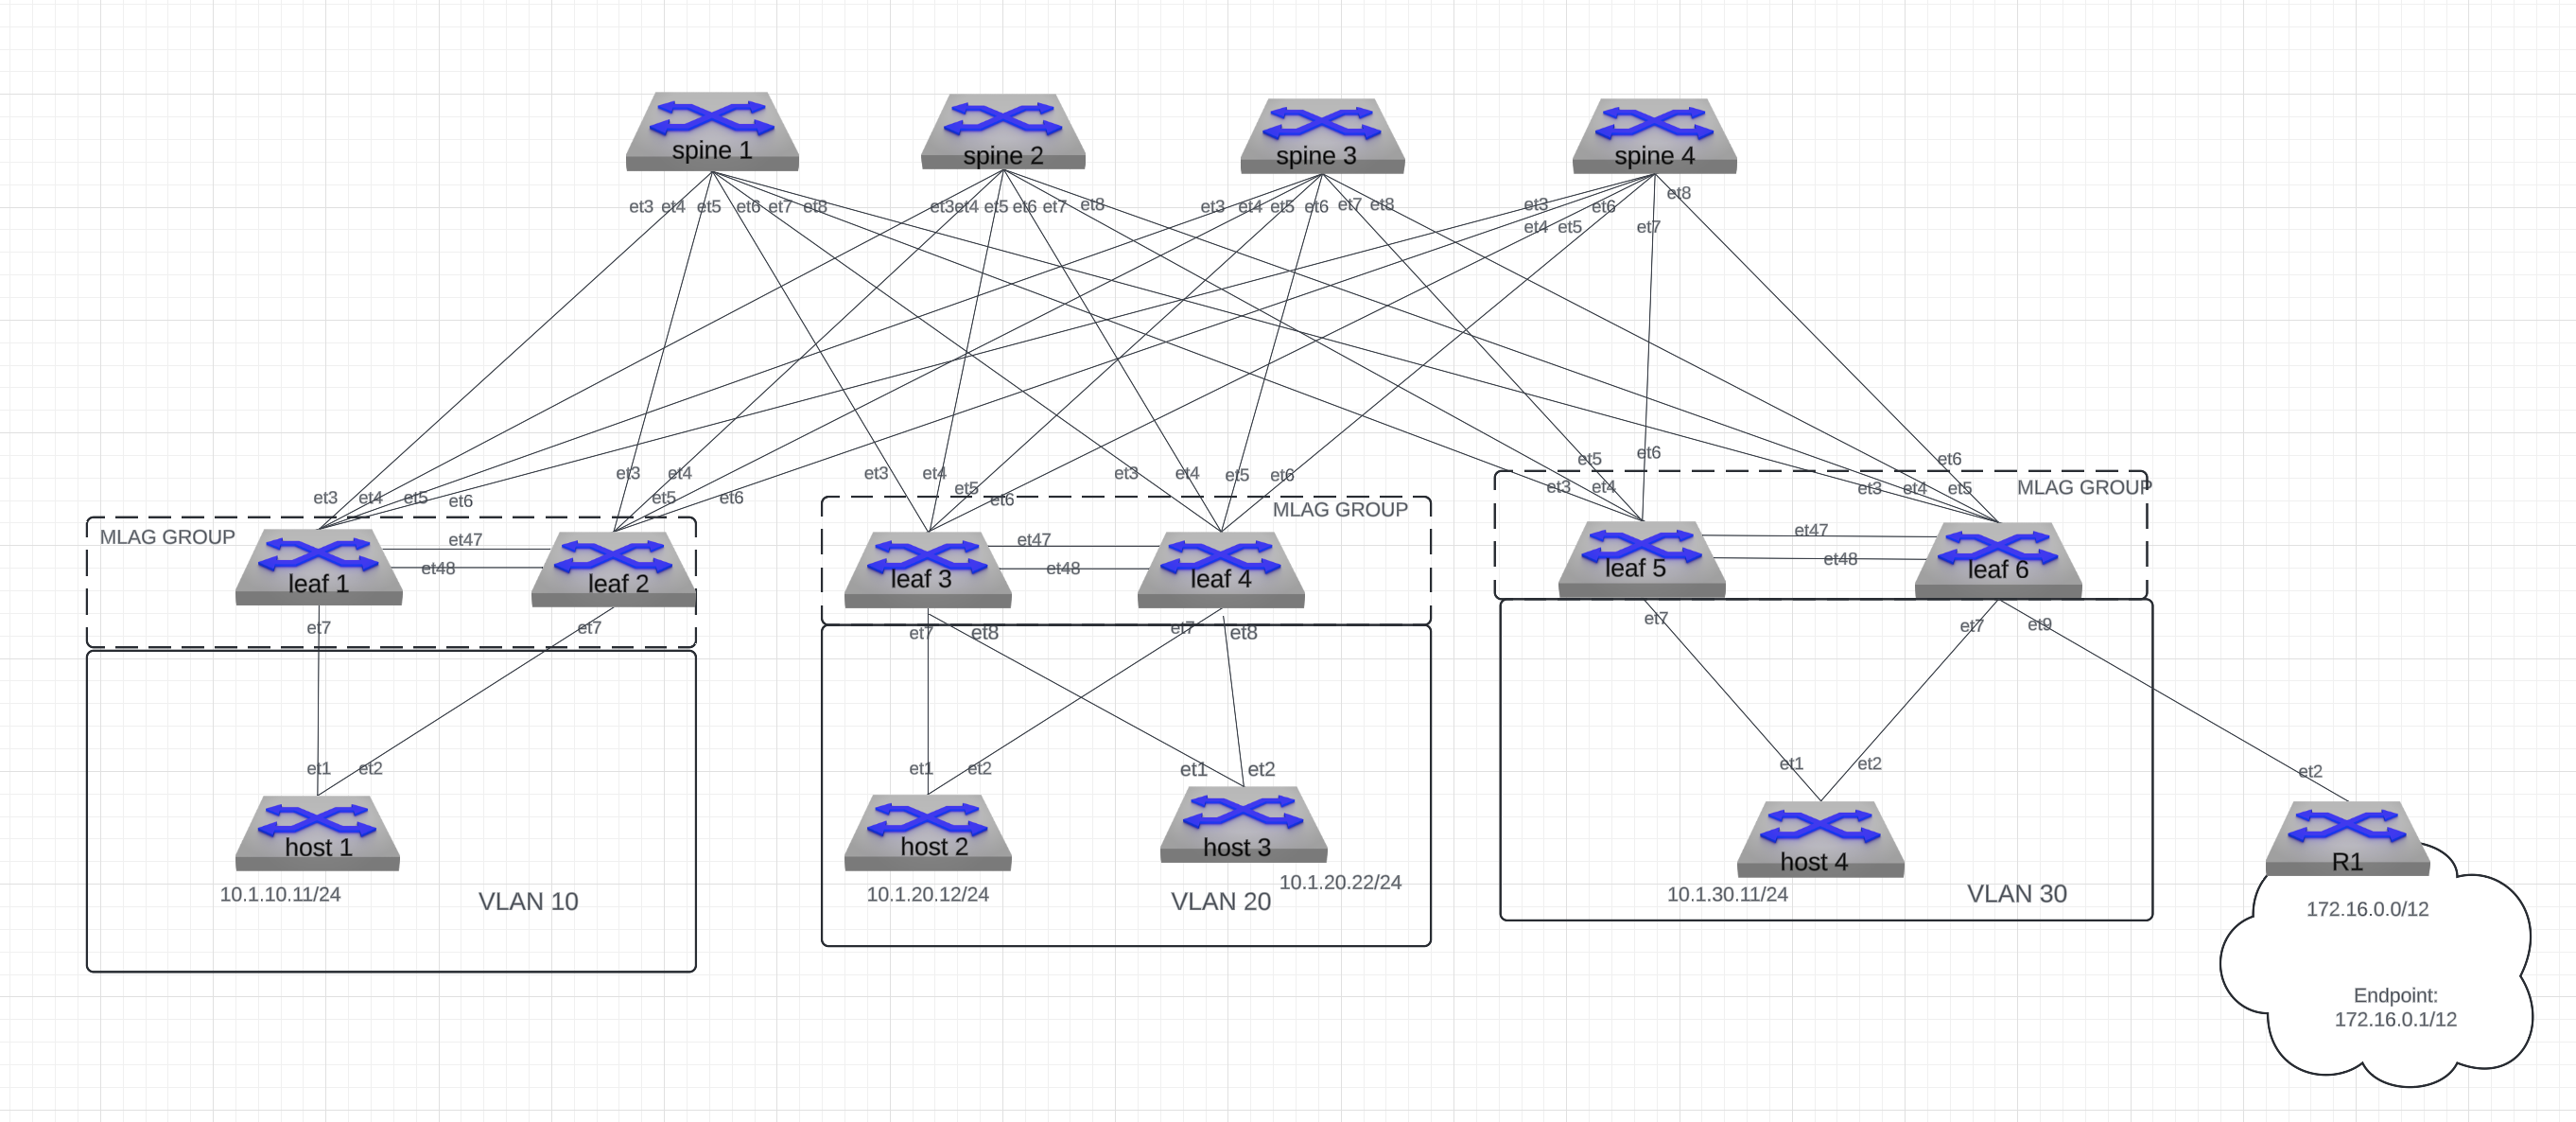 spine 1
spine 2
spine 3
spine 4
et3 et4 et5 et6 et7 et8
et3 et4 et5 et6 et7 et8
et3 et4 et5 et6 et7 et8
et3 et6 et8
et4 et5 et7
et3 et4 et5 et6
et3 et4
et5 et6
et3 et4
et5 et6
et3 et4 et5 et6
et5 et6
et3 et4
et6
et3 et4 et5
MLAG GROUP
leaf 1
et47
et48
leaf 2
MLAG GROUP
leaf 3
et47
et48
leaf 4
MLAG GROUP
leaf 5
et47
et48
leaf 6
et7
et7
et7
et8
et7
et8
et7
et7
et9
et1
et2
et1
et2
et1
et2
et1
et2
et2
host 1
10.1.10.11/24
VLAN 10
host 2
10.1.20.12/24
host 3
10.1.20.22/24
VLAN 20
host 4
10.1.30.11/24
VLAN 30
R1
172.16.0.0/12
Endpoint:
172.16.0.1/12